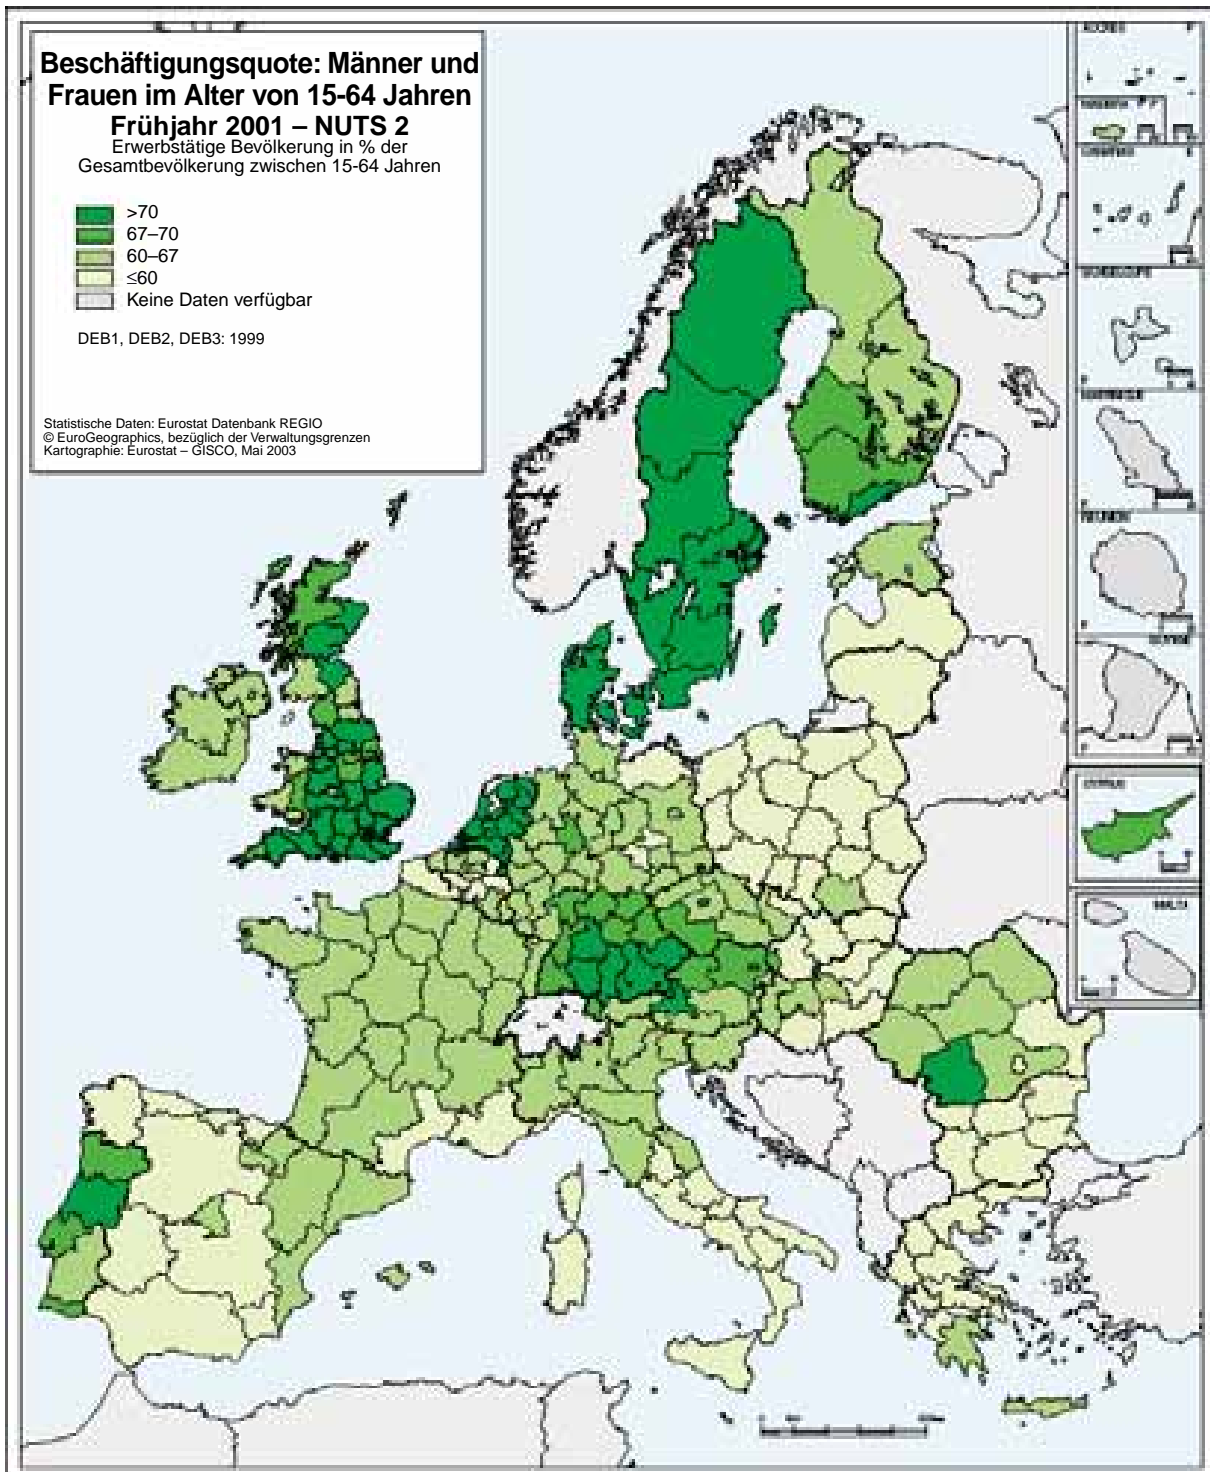 Beschäftigungsquote: Männer und
Frauen im Alter von 15-64 Jahren
Frühjahr 2001 – NUTS 2
Erwerbstätige Bevölkerung in % der
Gesamtbevölkerung zwischen 15-64 Jahren
>70
67–70
60–67
≤60
Keine Daten verfügbar
DEB1, DEB2, DEB3: 1999
Statistische Daten: Eurostat Datenbank REGIO
© EuroGeographics, bezüglich der Verwaltungsgrenzen
Kartographie: Eurostat – GISCO, Mai 2003